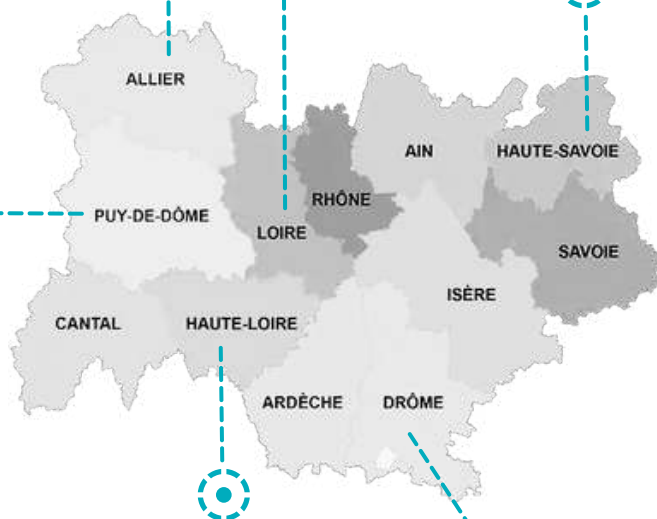 ALLIER
AIN
HAUTE-SAVOIE
RHÔNE
PUY-DE-DÔME
LOIRE
SAVOIE
ISÈRE
CANTAL
HAUTE-LOIRE
ARDÈCHE
DRÔME